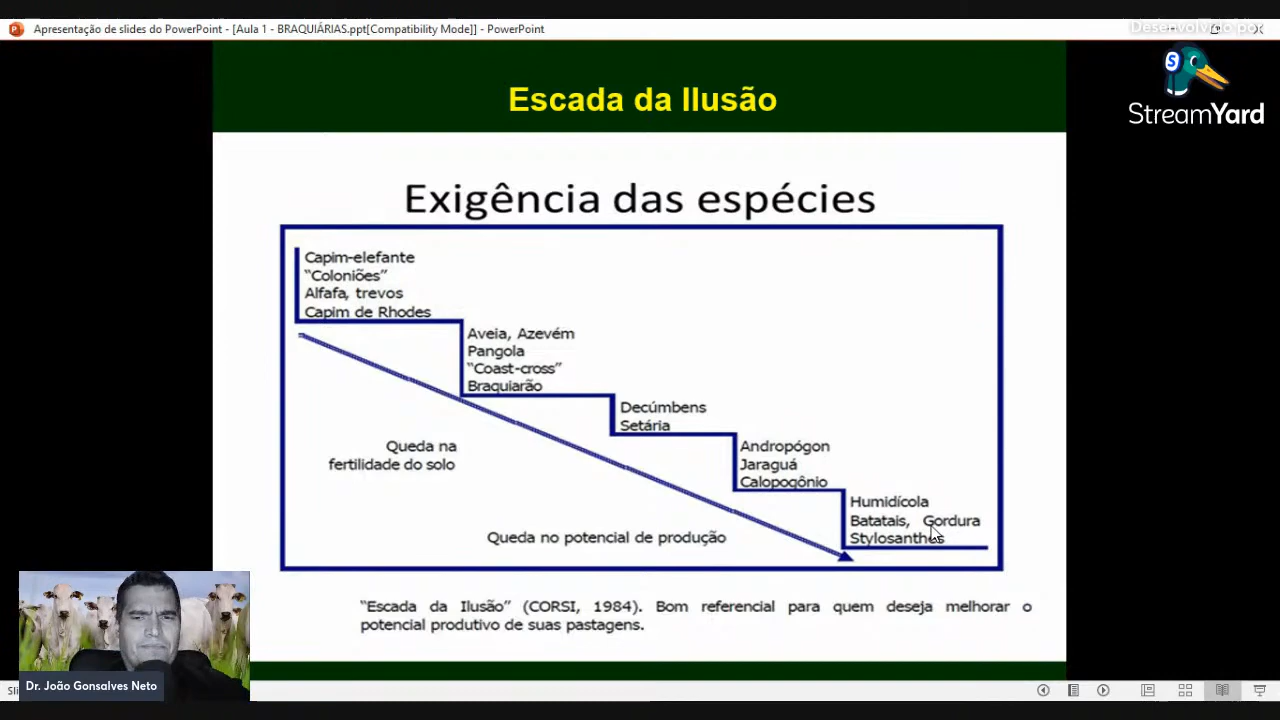 Apresentação de slides do PowerPoint - [Aula 1 - BRAQUIÁRIAS.ppt[Compatibility Mode]] - PowerPoint
Desenvolvido por
StreamYard
Escada da Ilusão
Exigência das espécies
Capim-elefante
“Coloniões”
Alfafa, trevos
Capim de Rhodes
Aveia, Azevém
Pangola
“Coast-cross”
Braquiarão
Decúmbens
Setária
Andropógon
Jaraguá
Calopogônio
Humidícola
Batatais, Gordura
Stylosanthes
Queda na
fertilidade do solo
Queda no potencial de produção
“Escada da Ilusão” (CORSI, 1984). Bom referencial para quem deseja melhorar o
potencial produtivo de suas pastagens.
Dr. João Gonsalves Neto